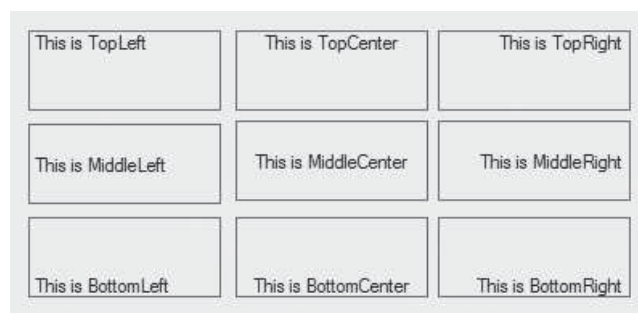 This is TopLeft
This is TopCenter
This is TopRight
This is MiddleLeft
This is MiddleCenter
This is MiddleRight
This is BottomLeft
This is BottomCenter
This is BottomRight